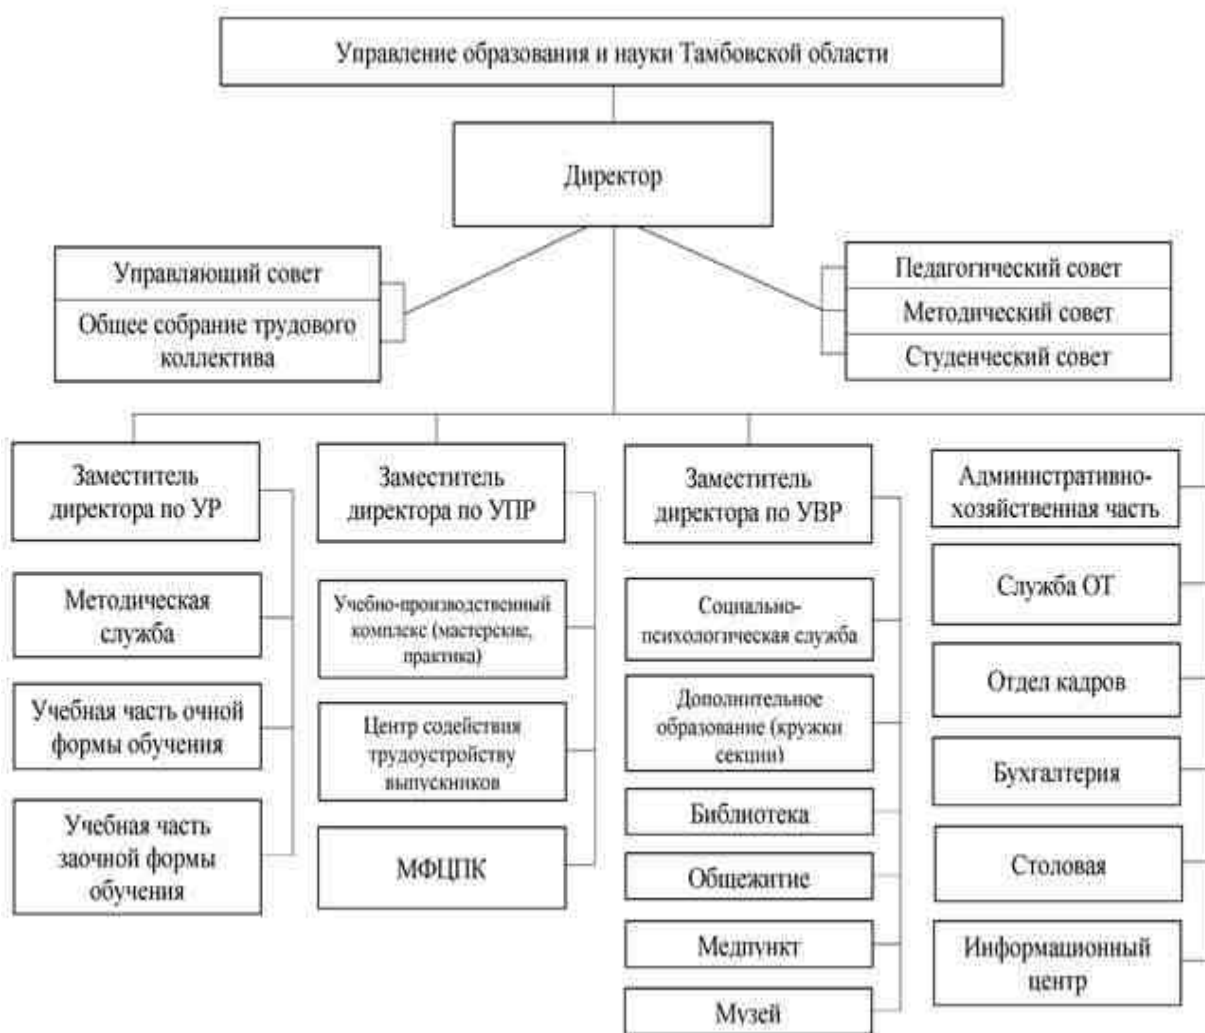 Управление образования и науки Тамбовской области
Директор
Управляющий совет
Общее собрание трудового
коллектива
Педагогический совет
Методический совет
Студенческий совет
Заместитель
директора по УР
Методическая
служба
Учебная часть очной
формы обучения
Учебная часть
заочной формы
обучения
Заместитель
директора по УПР
Учебно-производственный
комплекс (мастерские,
практика)
Центр содействия
трудоустройству
выпускников
МФЦПК
Заместитель
директора по УВР
Социально-
психологическая служба
Дополнительное
образование (кружки
секции)
Библиотека
Общежитие
Медпункт
Музей
Административно-
хозяйственная часть
Служба ОТ
Отдел кадров
Бухгалтерия
Столовая
Информационный
центр